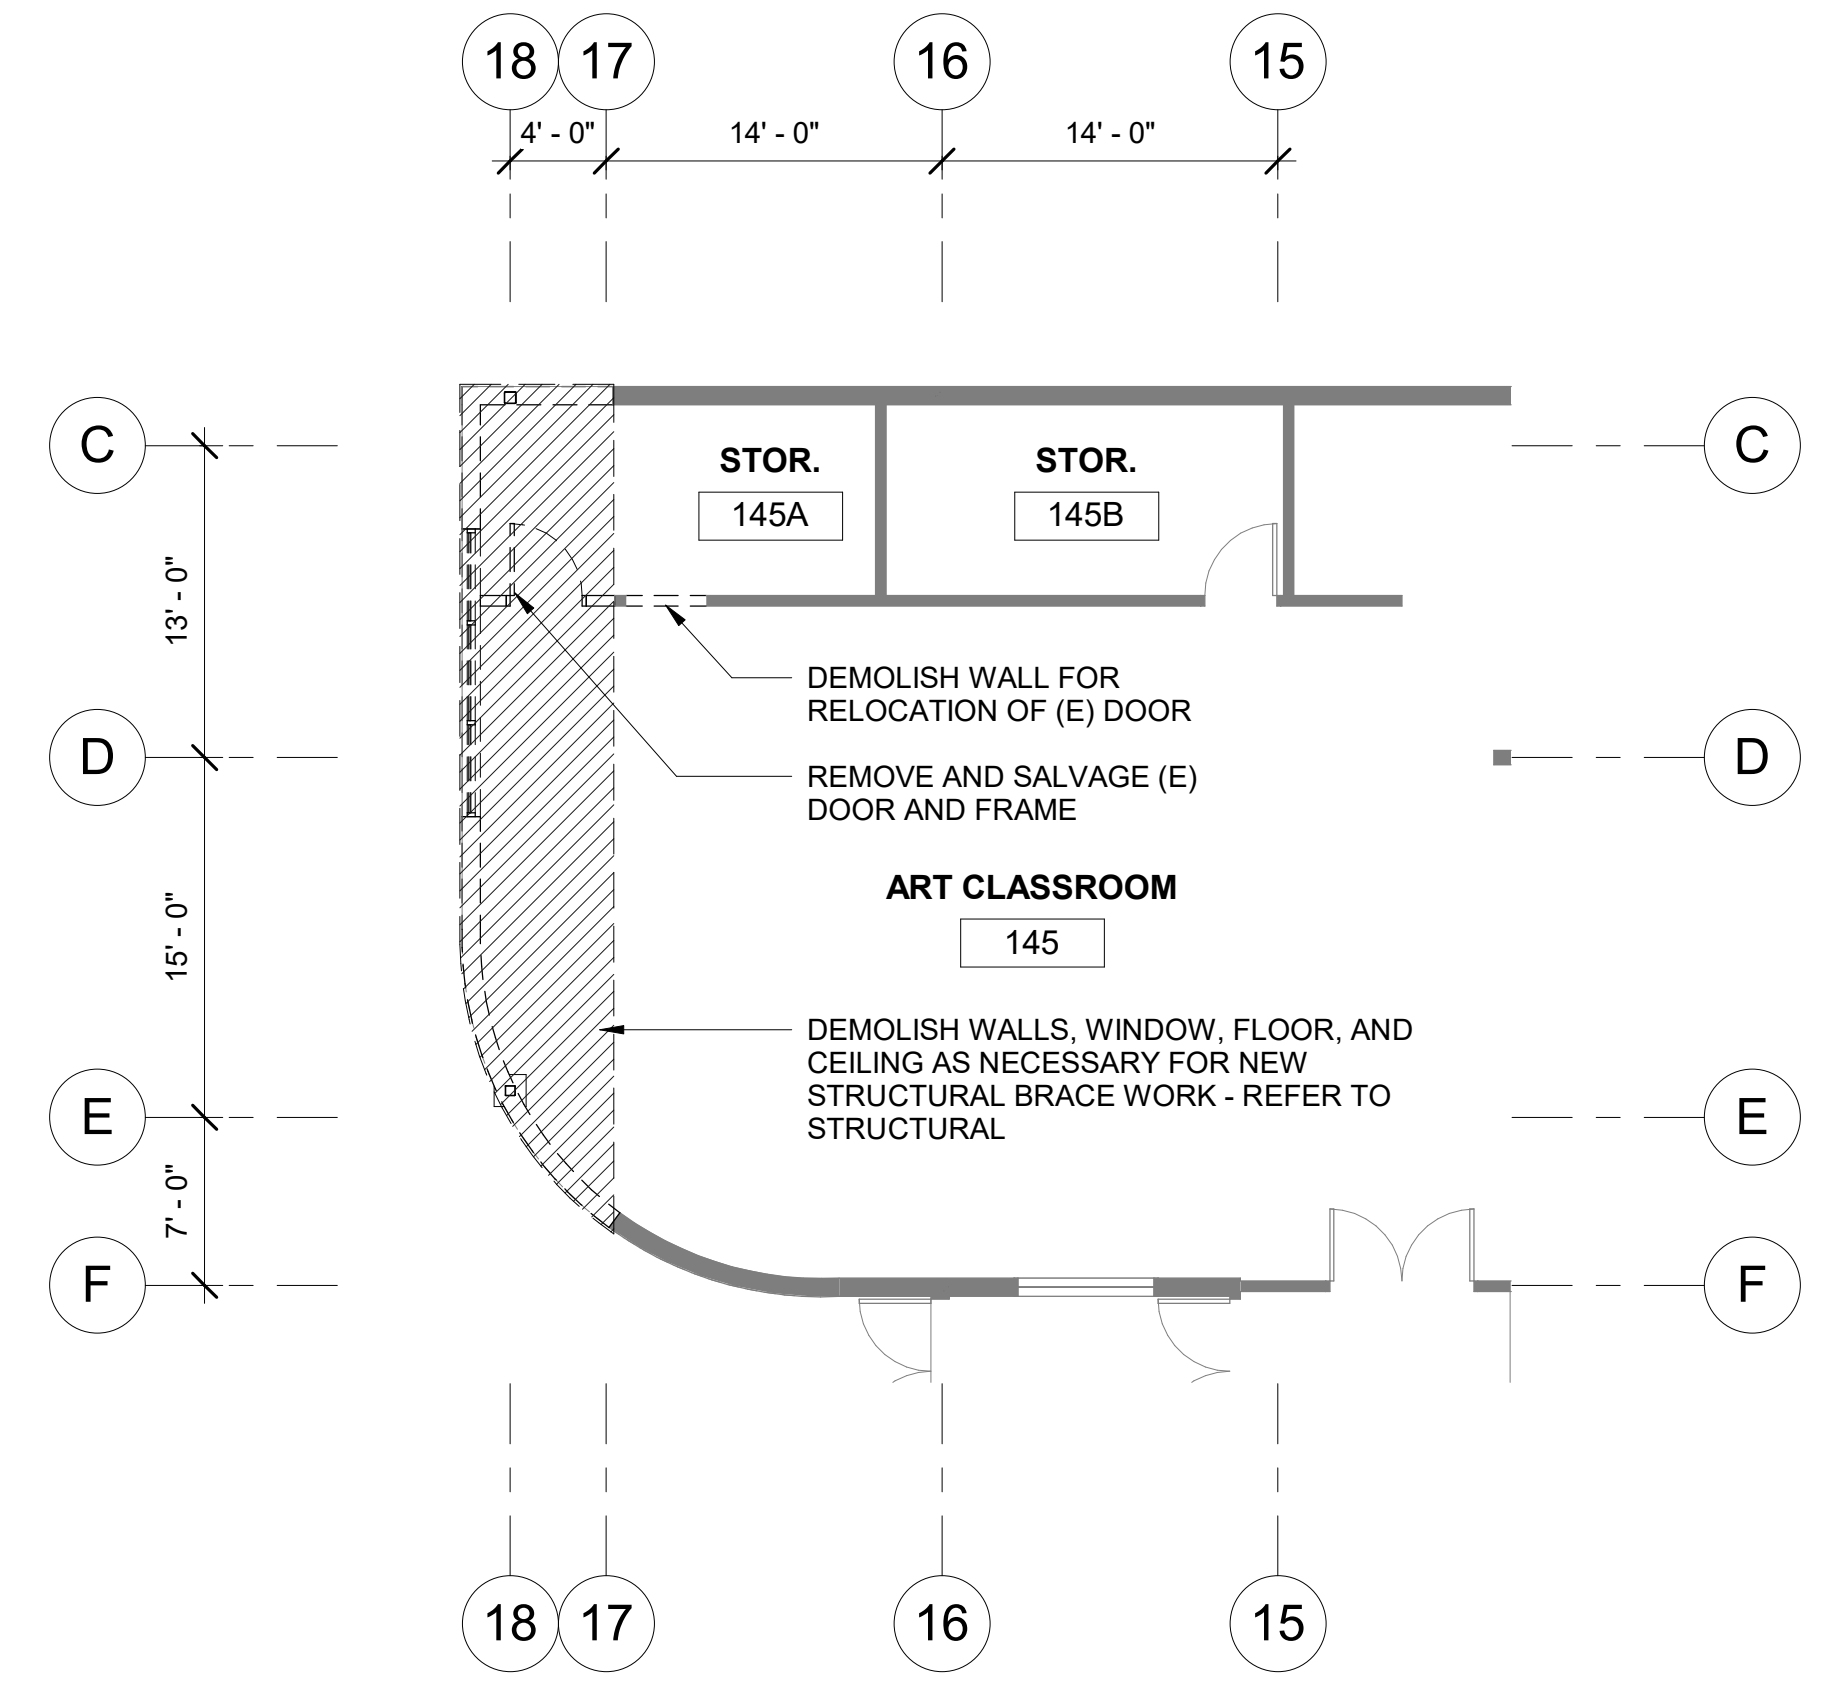 18 17 16 15
4' - 0" 14' - 0" 14' - 0"
C C
STOR. STOR.
145A 145B
13' - 0"
DEMOLISH WALL FOR
RELOCATION OF (E) DOOR
D D
REMOVE AND SALVAGE (E)
DOOR AND FRAME
ART CLASSROOM
15' - 0"
145
DEMOLISH WALLS, WINDOW, FLOOR, AND
CEILING AS NECESSARY FOR NEW
STRUCTURAL BRACE WORK - REFER TO
STRUCTURAL
E E
7' - 0"
F F
18 17 16 15